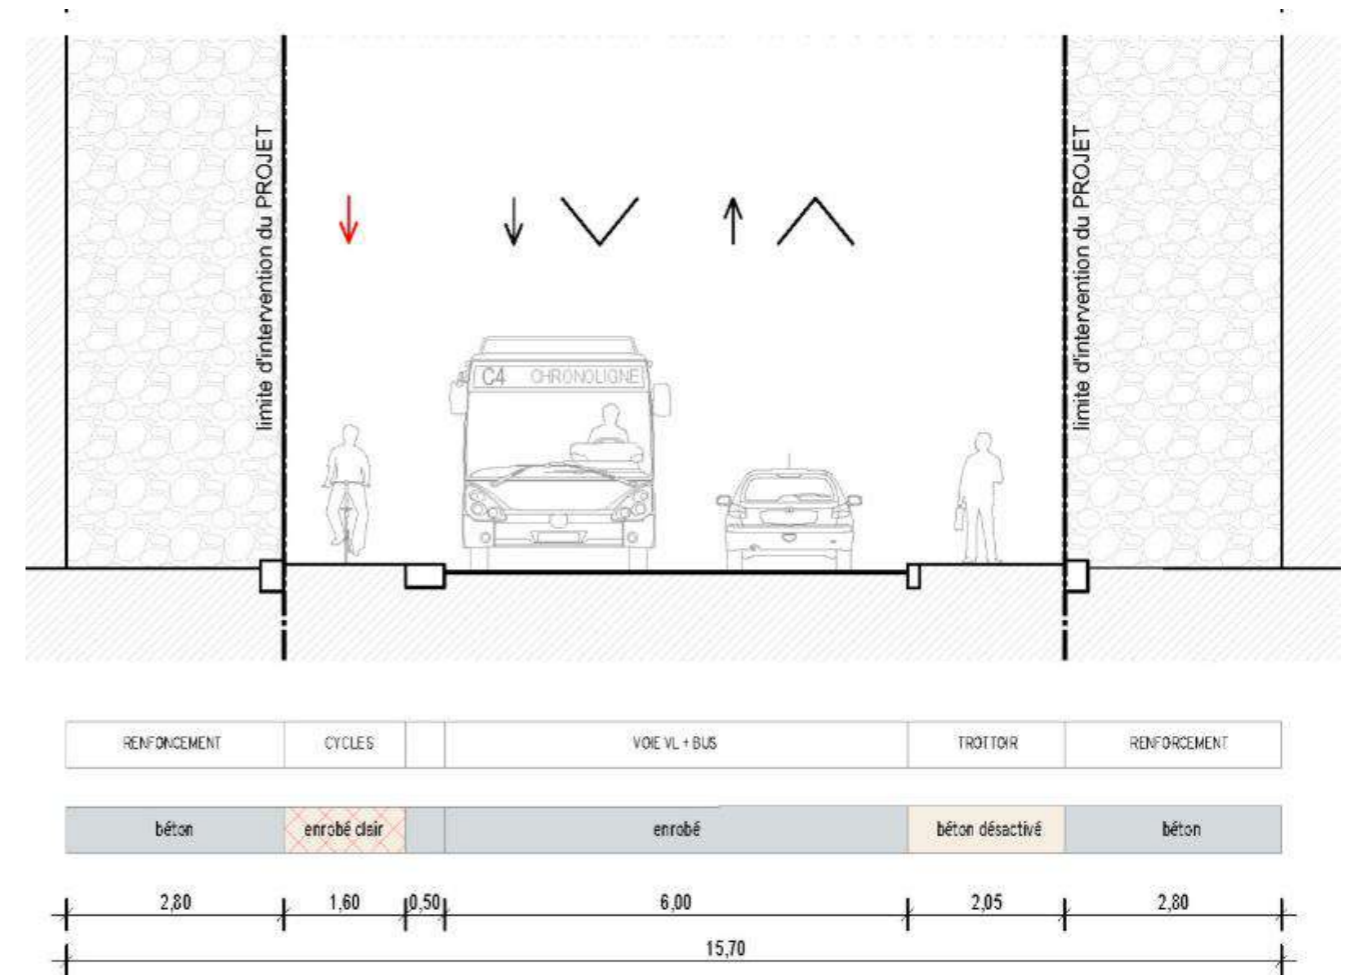 limite d'intervention du PROJET
limite d'intervention du PROJET
C4 CHRONOLIGNE
RENFONCEMENT CYCLES VOIE VL + BUS TROTTOIR RENFORCEMENT
béton enrobé clair enrobé béton désactivé béton
2,80 1,60 0,50 6,00 2,05 2,80
15,70